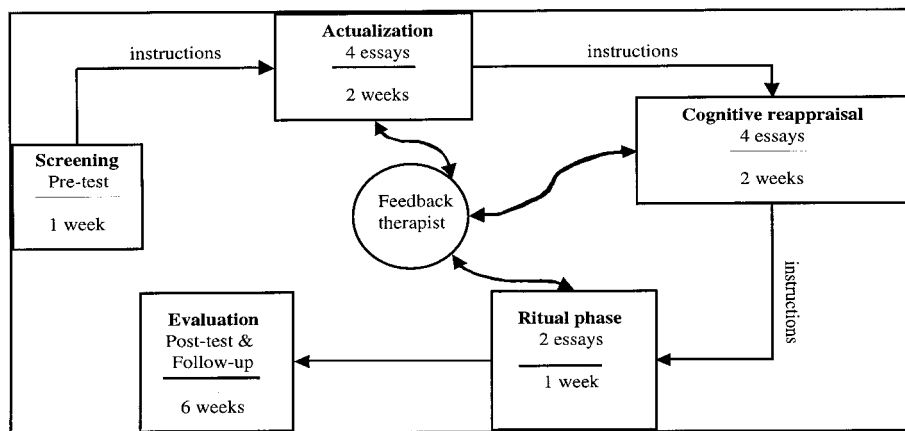 Screening
Pre-test
1 week
instructions
Actualization
4 essays
2 weeks
instructions
Cognitive reappraisal
4 essays
2 weeks
Feedback
therapist
instructions
Ritual phase
2 essays
1 week
Evaluation
Post-test &
Follow-up
6 weeks